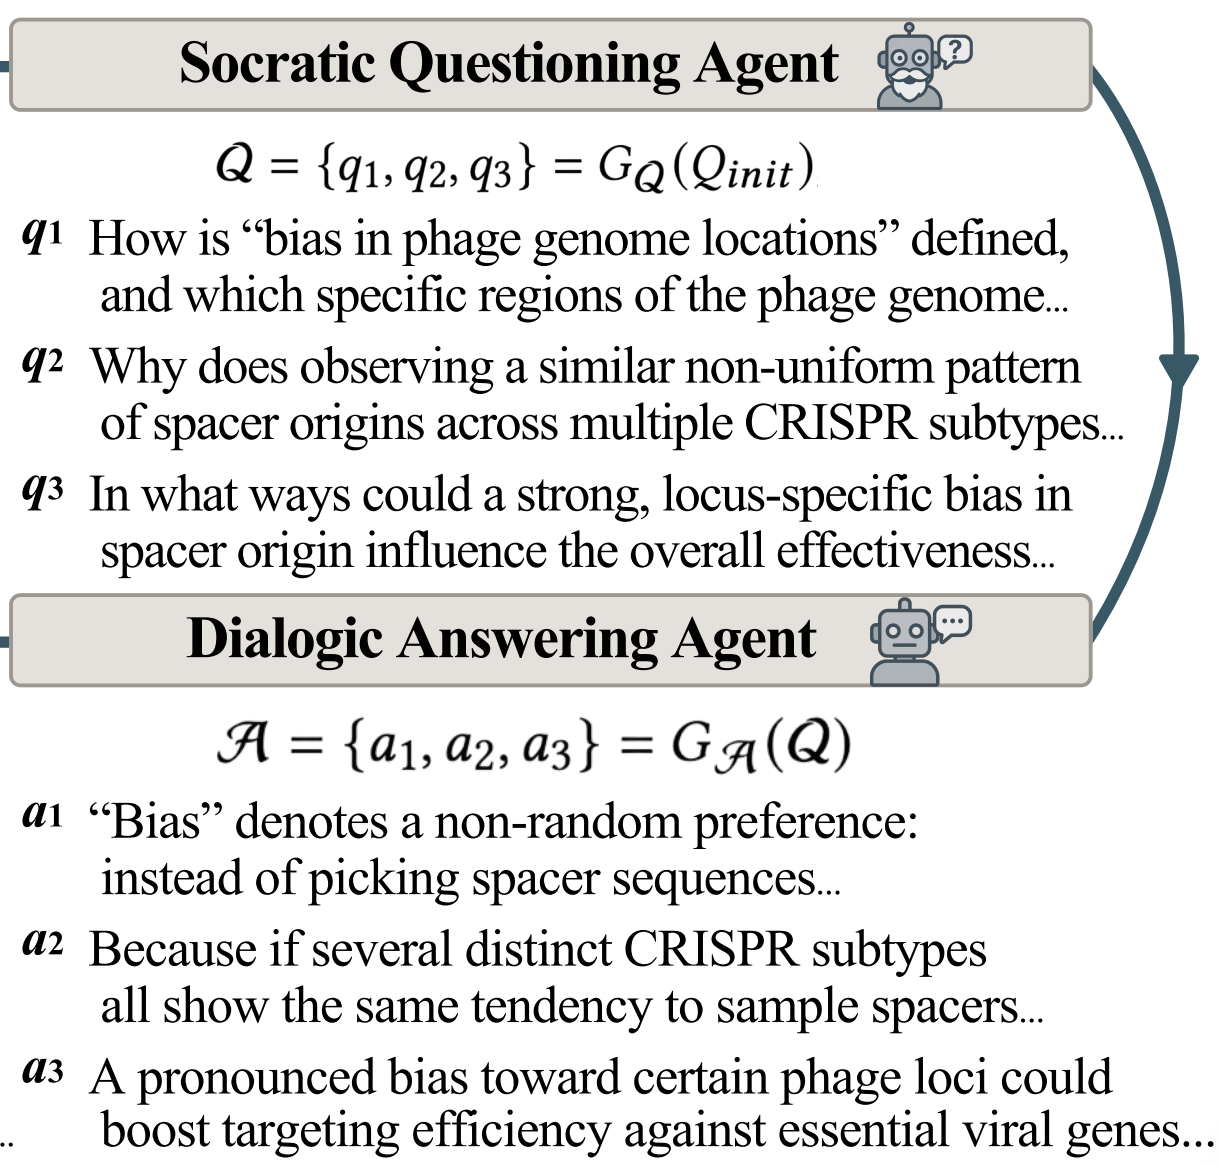 Socratic Questioning Agent
?
Q = {q1, q2, q3} = GQ(Qinit)
q1 How is “bias in phage genome locations” defined,
and which specific regions of the phage genome...
q2 Why does observing a similar non-uniform pattern
of spacer origins across multiple CRISPR subtypes...
q3 In what ways could a strong, locus-specific bias in
spacer origin influence the overall effectiveness...
Dialogic Answering Agent
...
𝒜 = {a1, a2, a3} = G𝒜(Q)
a1 “Bias” denotes a non-random preference:
instead of picking spacer sequences...
a2 Because if several distinct CRISPR subtypes
all show the same tendency to sample spacers...
a3 A pronounced bias toward certain phage loci could
.. boost targeting efficiency against essential viral genes...